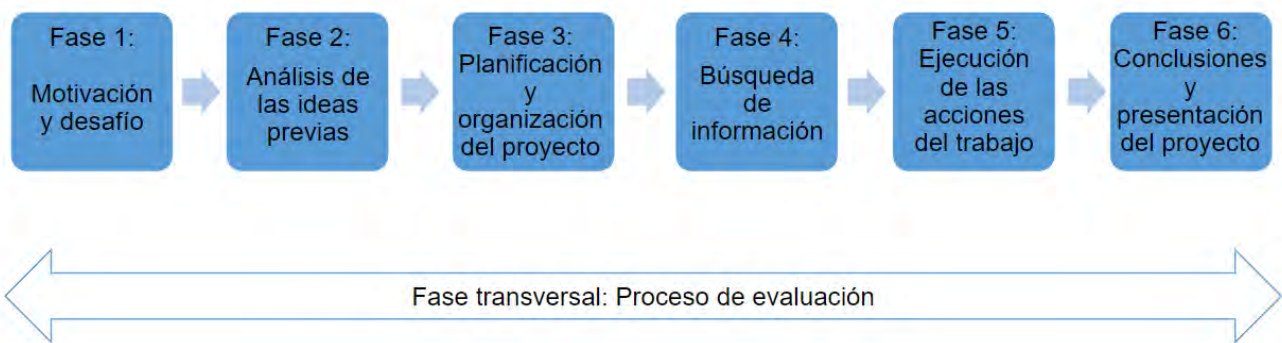 Fase 1:
Motivación
y desafío
Fase 2:
Análisis de
las ideas
previas
Fase 3:
Planificación
y
organización
del proyecto
Fase 4:
Búsqueda
de
información
Fase 5:
Ejecución
de las
acciones
del trabajo
Fase 6:
Conclusiones
y
presentación
del proyecto
Fase transversal: Proceso de evaluación